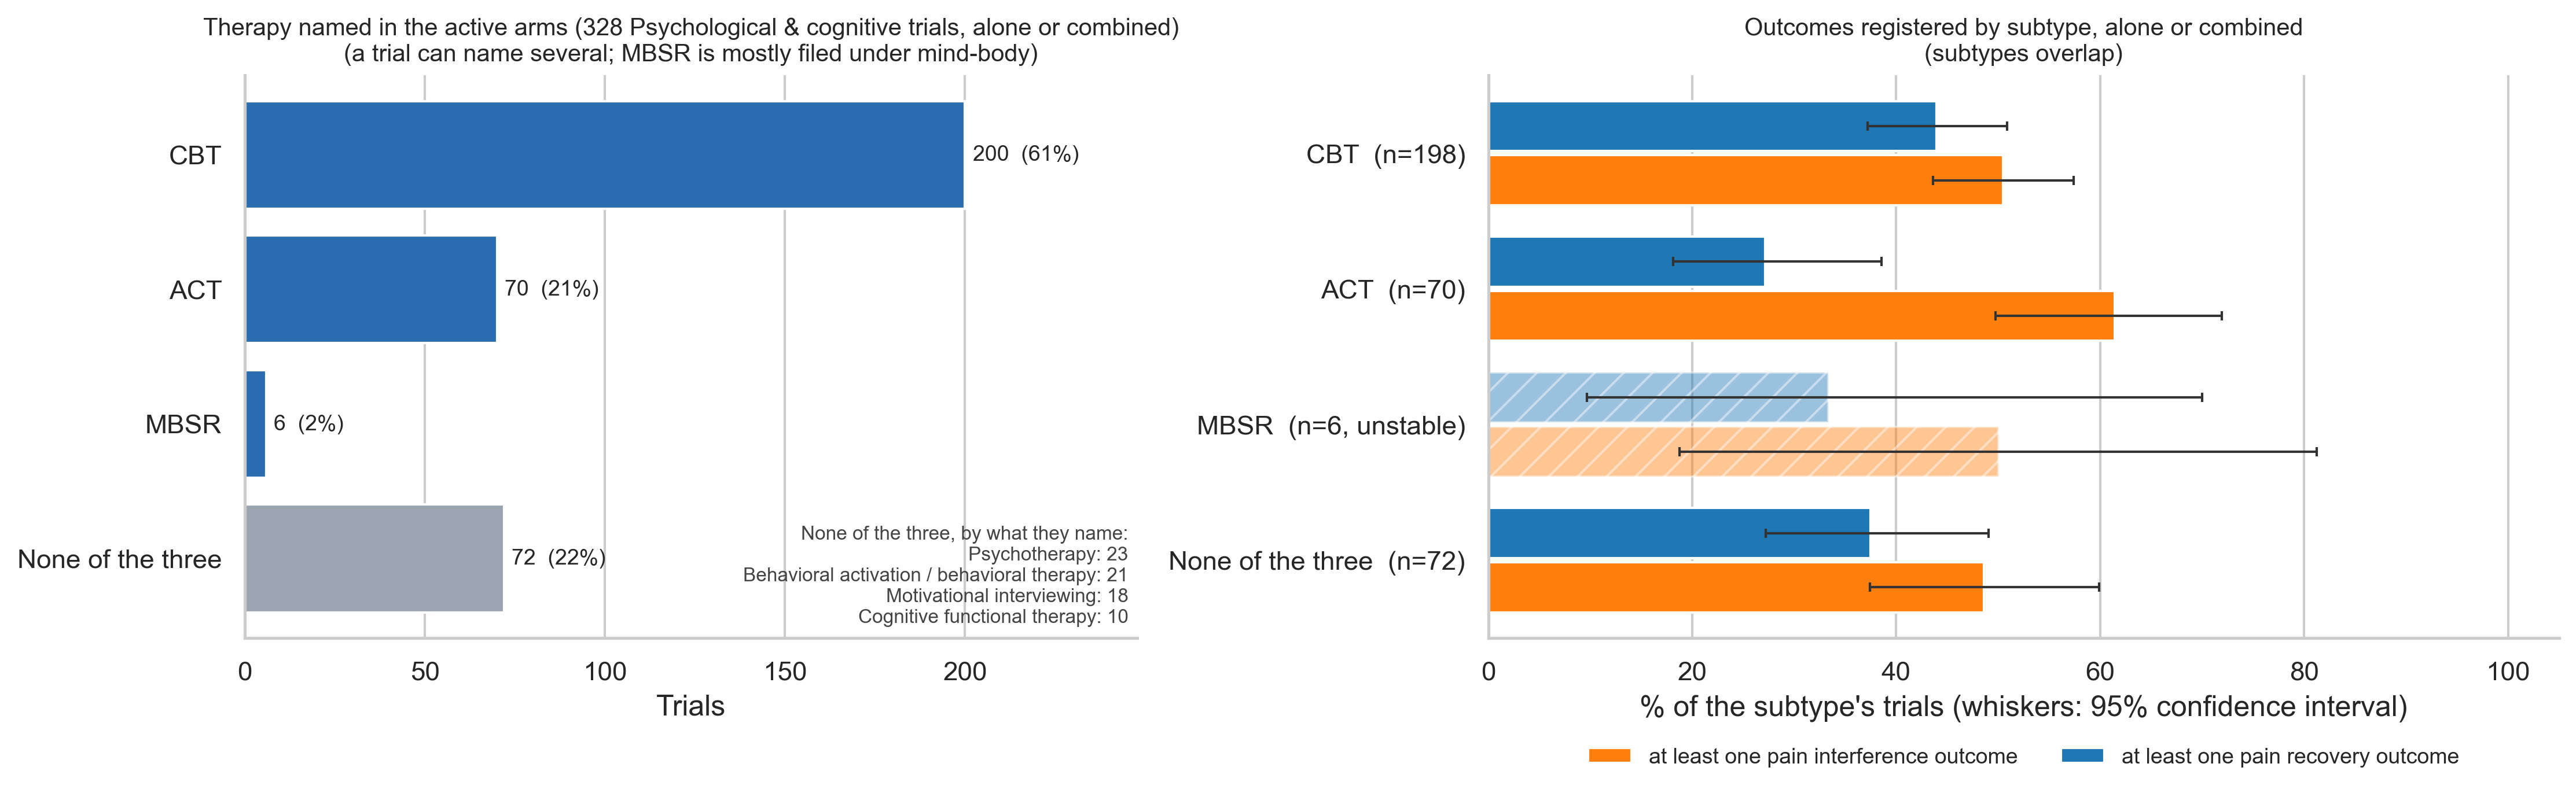 Therapy named in the active arms (328 Psychological & cognitive trials, alone or combined)
(a trial can name several; MBSR is mostly filed under mind-body)
CBT
200 (61%)
ACT
70 (21%)
MBSR
6 (2%)
None of the three
72 (22%)
None of the three, by what they name:
Psychotherapy: 23
Behavioral activation / behavioral therapy: 21
Motivational interviewing: 18
Cognitive functional therapy: 10
0 50 100 150 200
Trials
Outcomes registered by subtype, alone or combined
(subtypes overlap)
CBT (n=198)
ACT (n=70)
MBSR (n=6, unstable)
None of the three (n=72)
0 20 40 60 80 100
% of the subtype's trials (whiskers: 95% confidence interval)
at least one pain interference outcome
at least one pain recovery outcome